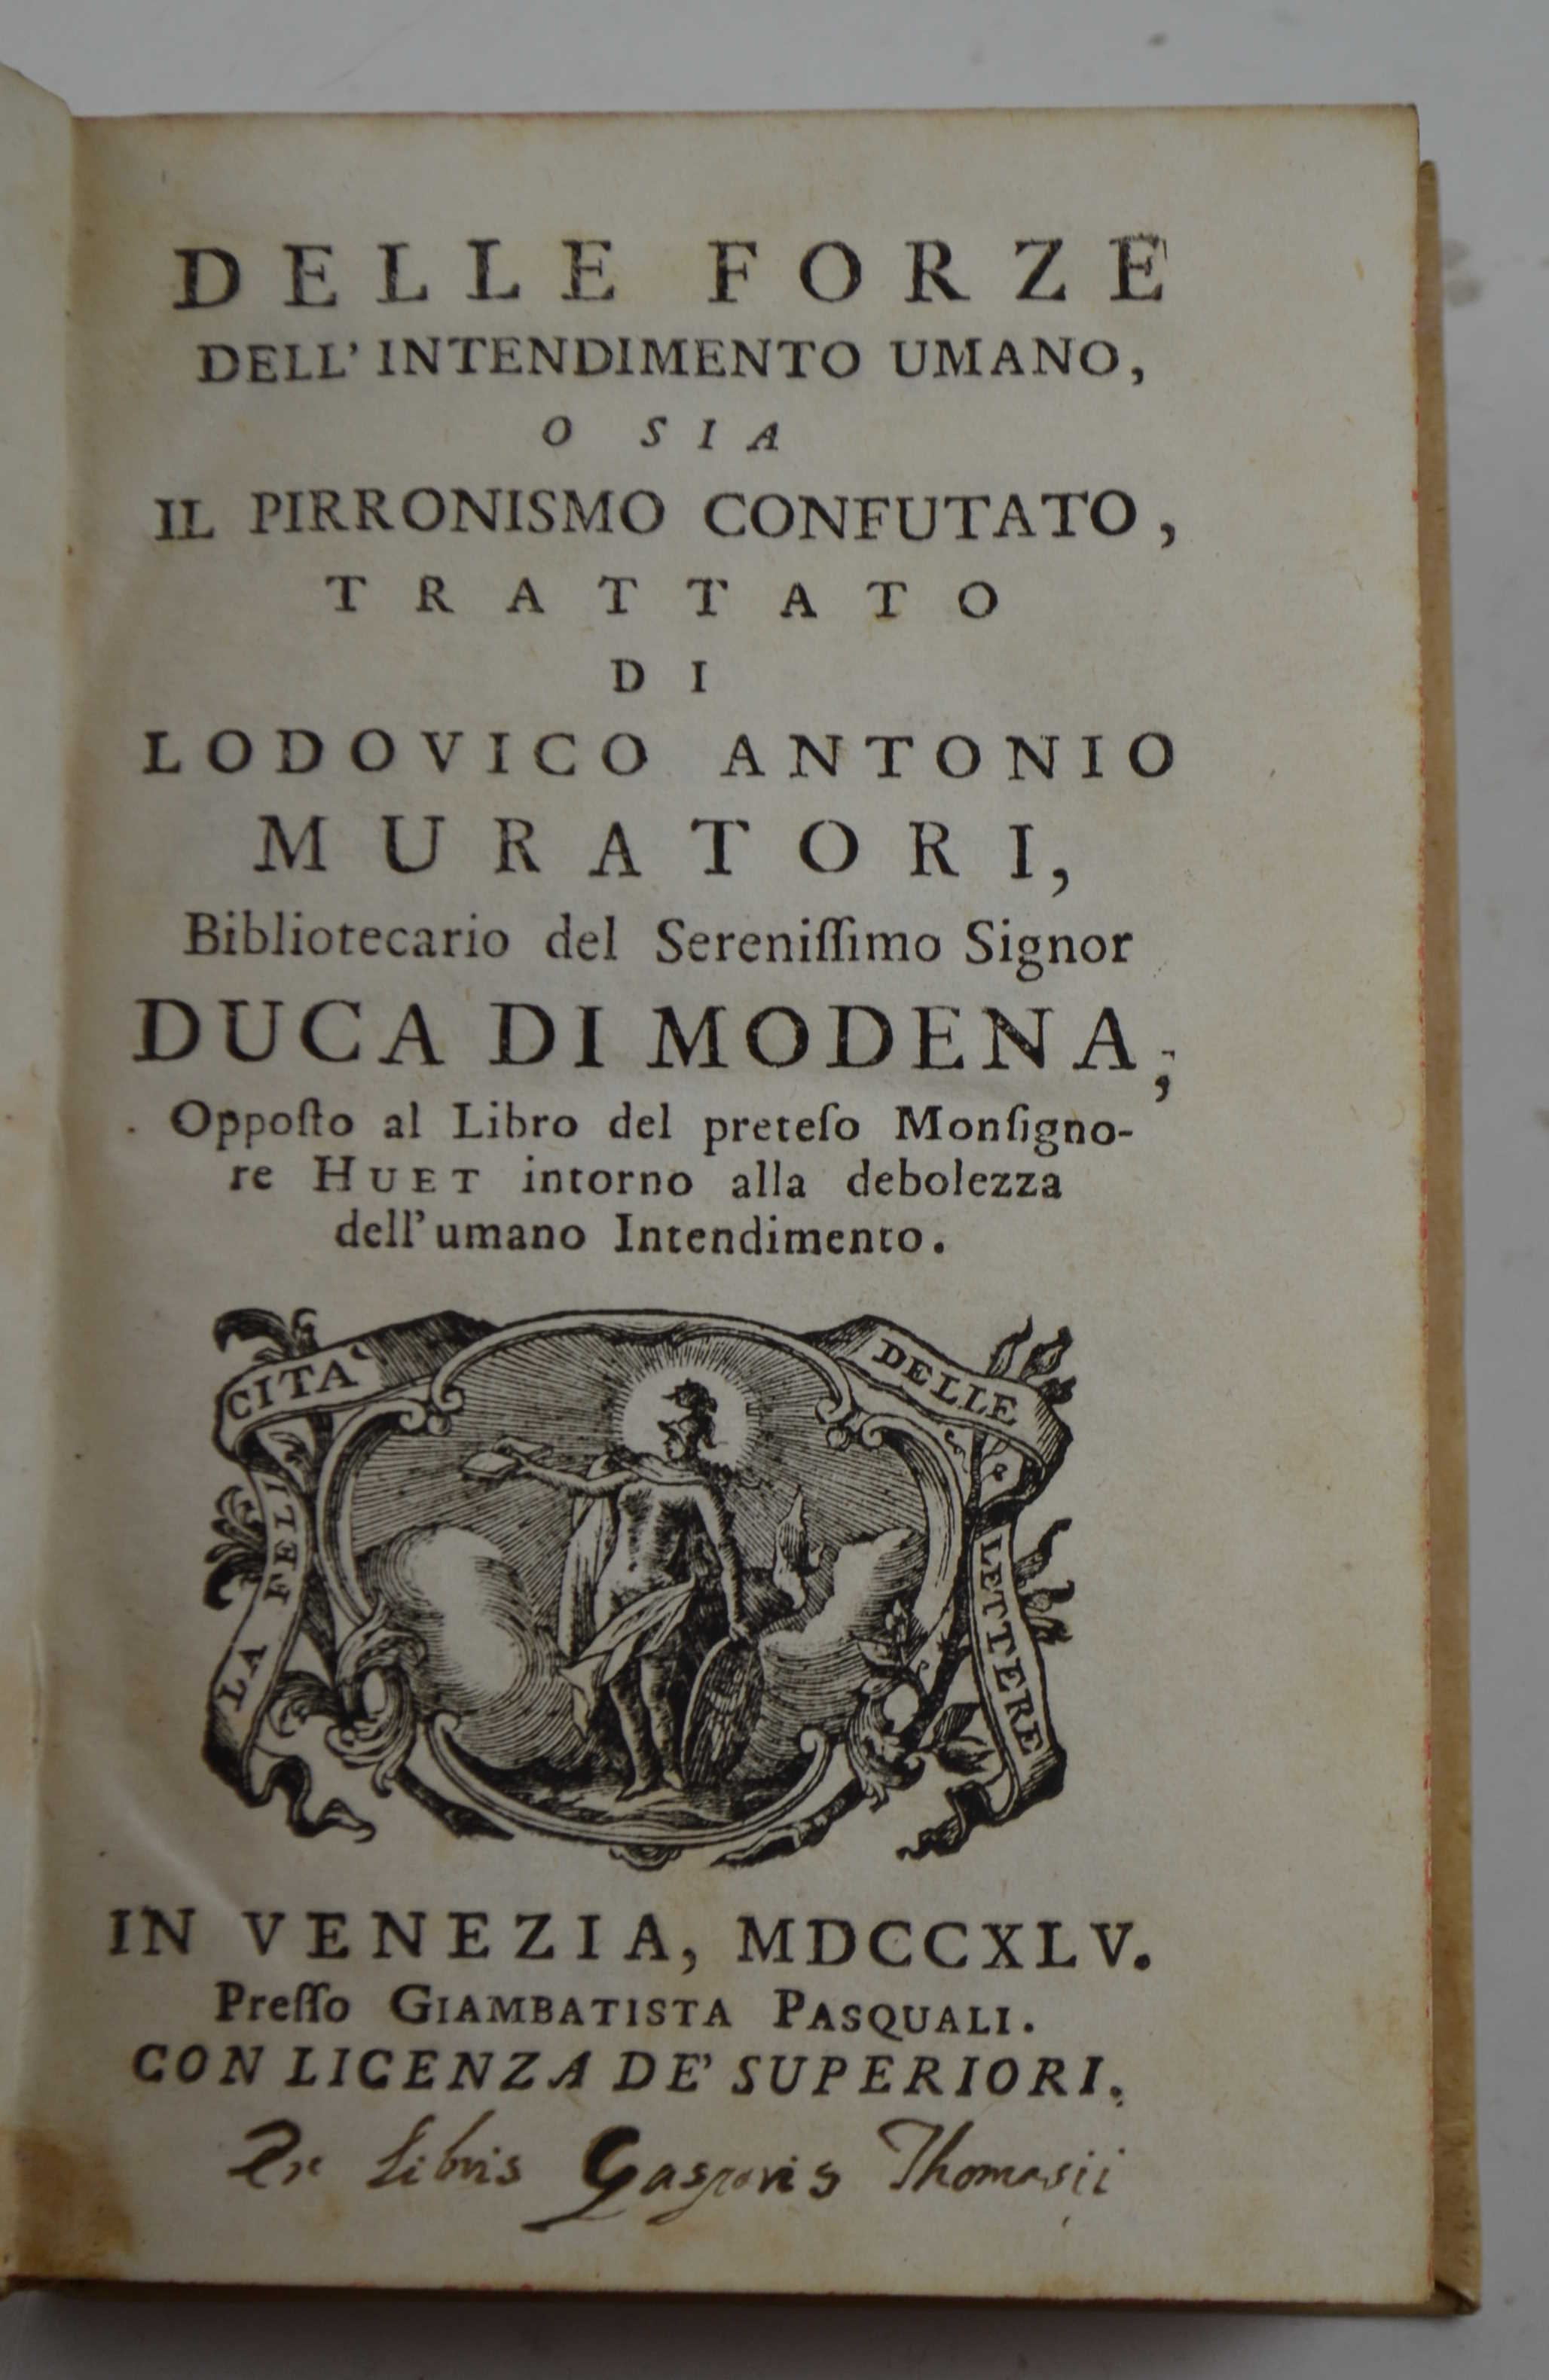 DELLE FORZE
DELL' INTENDIMENTO UMANO,
O SIA
IL PIRRONISMO CONFUTATO,
TRATTATO
DI
LODOVICO ANTONIO
MURATORI,
Bibliotecario del Sereniſſimo Signor
DUCA DI MODENA;
Oppoſto al Libro del preteſo Monſigno-
re HUET intorno alla debolezza
dell'umano Intendimento.
LA FELI
CITA'
DELLE
LETTERE
IN VENEZIA, MDCCXLV.
Preſſo GIAMBATISTA PASQUALI.
CON LICENZA DE' SUPERIORI.
Ex Libris Gasparis Thomasii